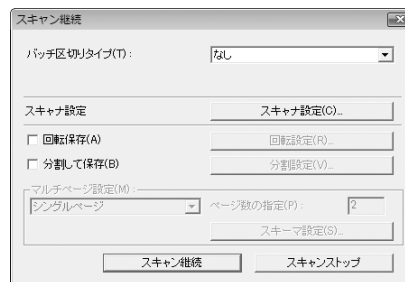 スキャン継続
バッチ区切りタイプ(T):
なし
スキャナ設定
スキャナ設定(C)...
回転保存(A)
回転設定(R)...
分割して保存(B)
分割設定(V)...
マルチページ設定(M):
シングルページ
ページ数の指定(P):
2
スキーマ設定(S)...
スキャン継続
スキャンストップ